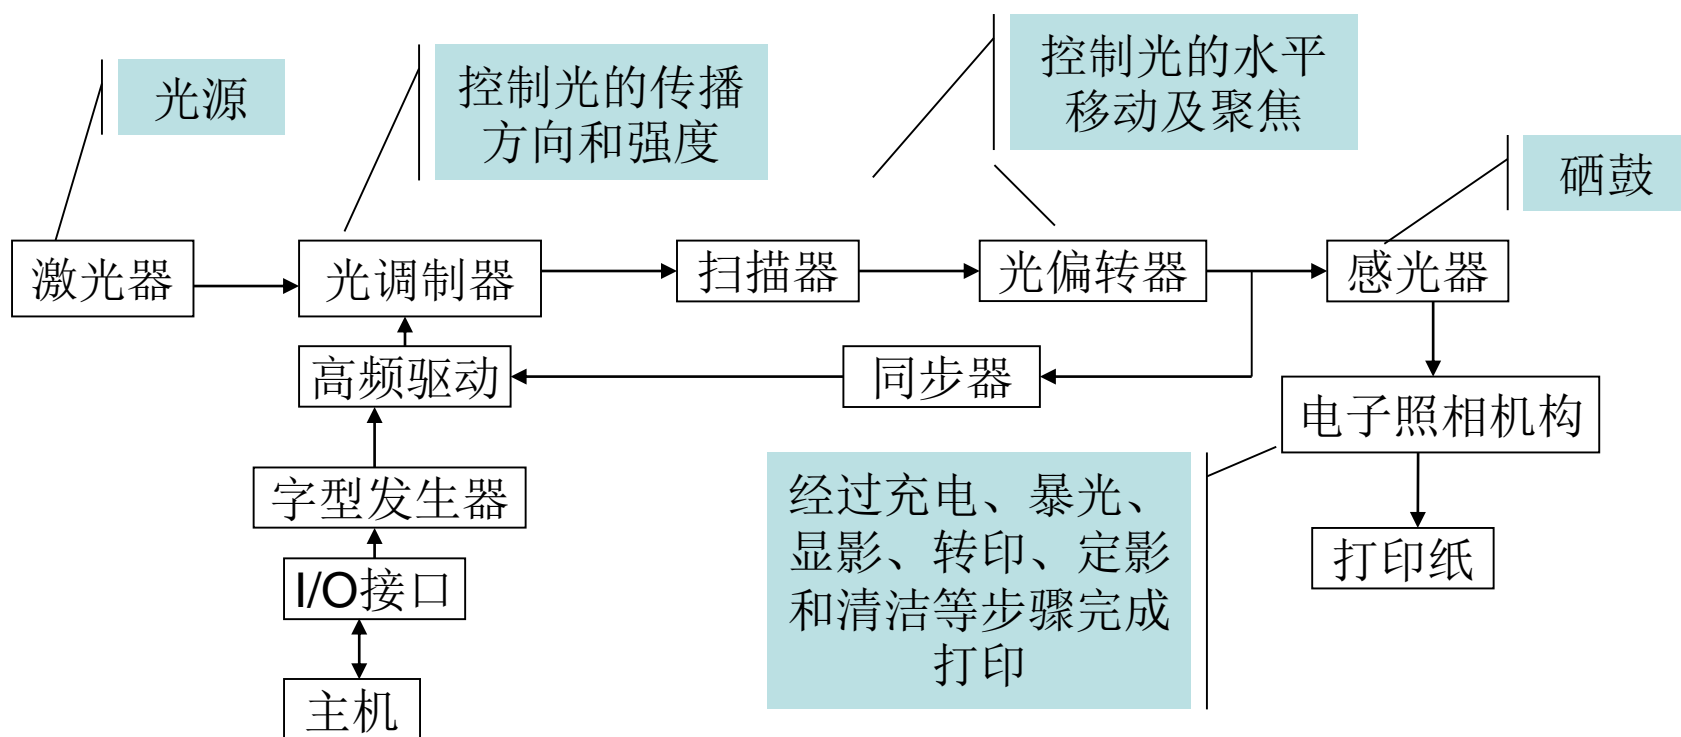 光源
控制光的传播
方向和强度
控制光的水平
移动及聚焦
硒鼓
激光器
光调制器
扫描器
光偏转器
感光器
高频驱动
同步器
电子照相机构
字型发生器
经过充电、暴光、
显影、转印、定影
和清洁等步骤完成
打印
I/O接口
打印纸
主机